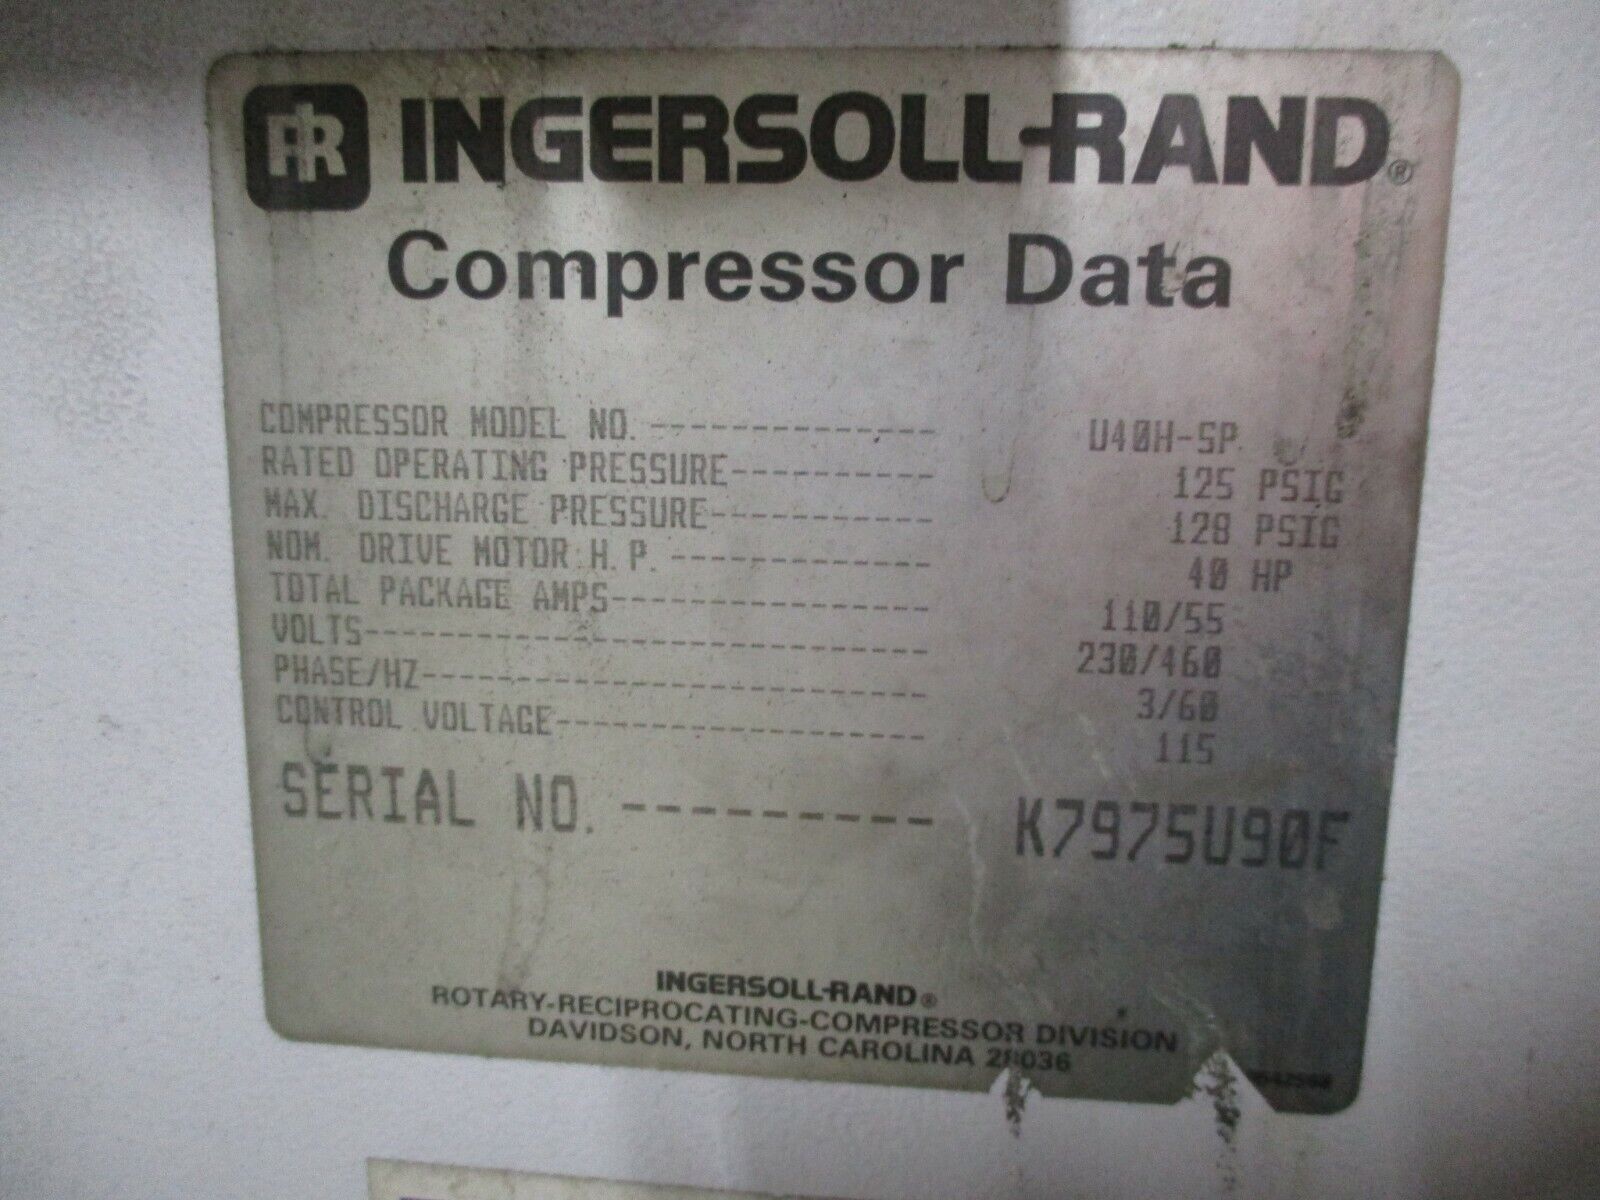 IR INGERSOLL-RAND®
Compressor Data
COMPRESSOR MODEL NO. -------------- U40H-SP
RATED OPERATING PRESSURE---------- 125 PSIG
MAX. DISCHARGE PRESSURE----------- 128 PSIG
NOM. DRIVE MOTOR H.P. ------------- 40 HP
TOTAL PACKAGE AMPS---------------- 110/55
VOLTS----------------------------- 230/460
PHASE/HZ-------------------------- 3/60
CONTROL VOLTAGE------------------- 115
SERIAL NO. --------- K7975U90F
INGERSOLL-RAND®
ROTARY-RECIPROCATING-COMPRESSOR DIVISION
DAVIDSON, NORTH CAROLINA 28036